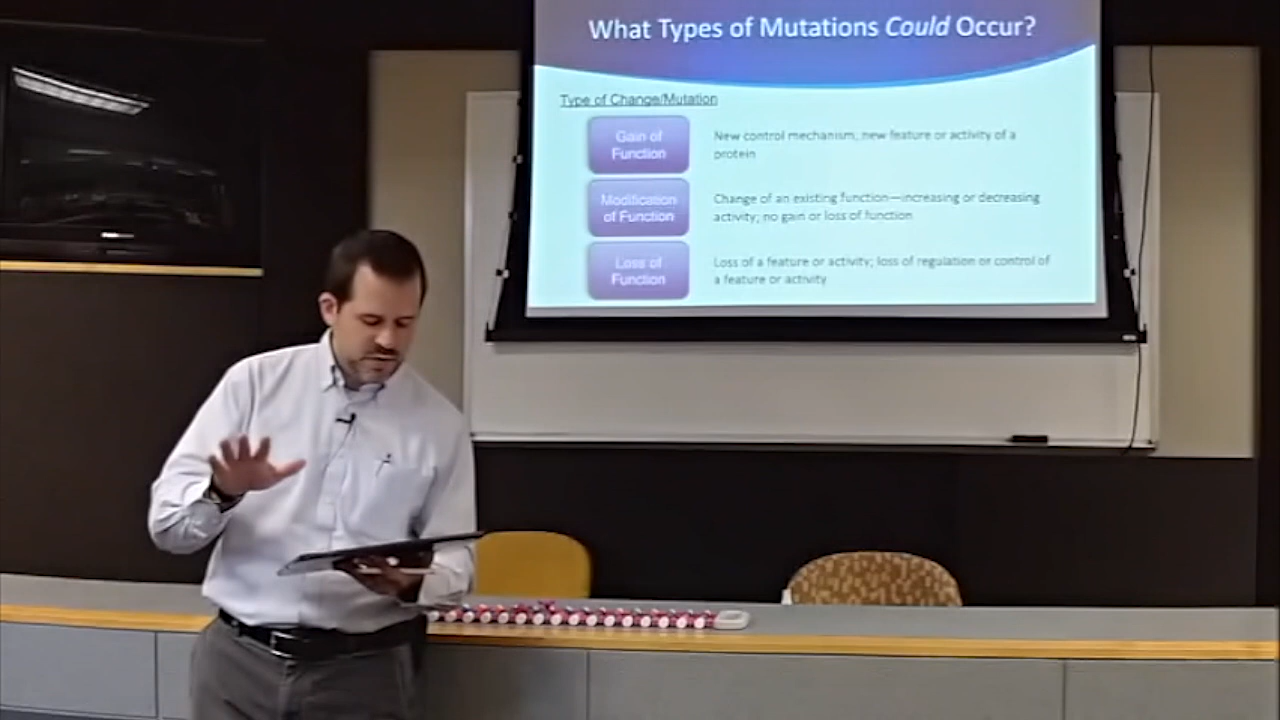 What Types of Mutations Could Occur?
Type of Change/Mutation
Gain of
Function
New control mechanism; new feature or activity of a
protein
Modification
of Function
Change of an existing function—increasing or decreasing
activity; no gain or loss of function
Loss of
Function
Loss of a feature or activity; loss of regulation or control of
a feature or activity